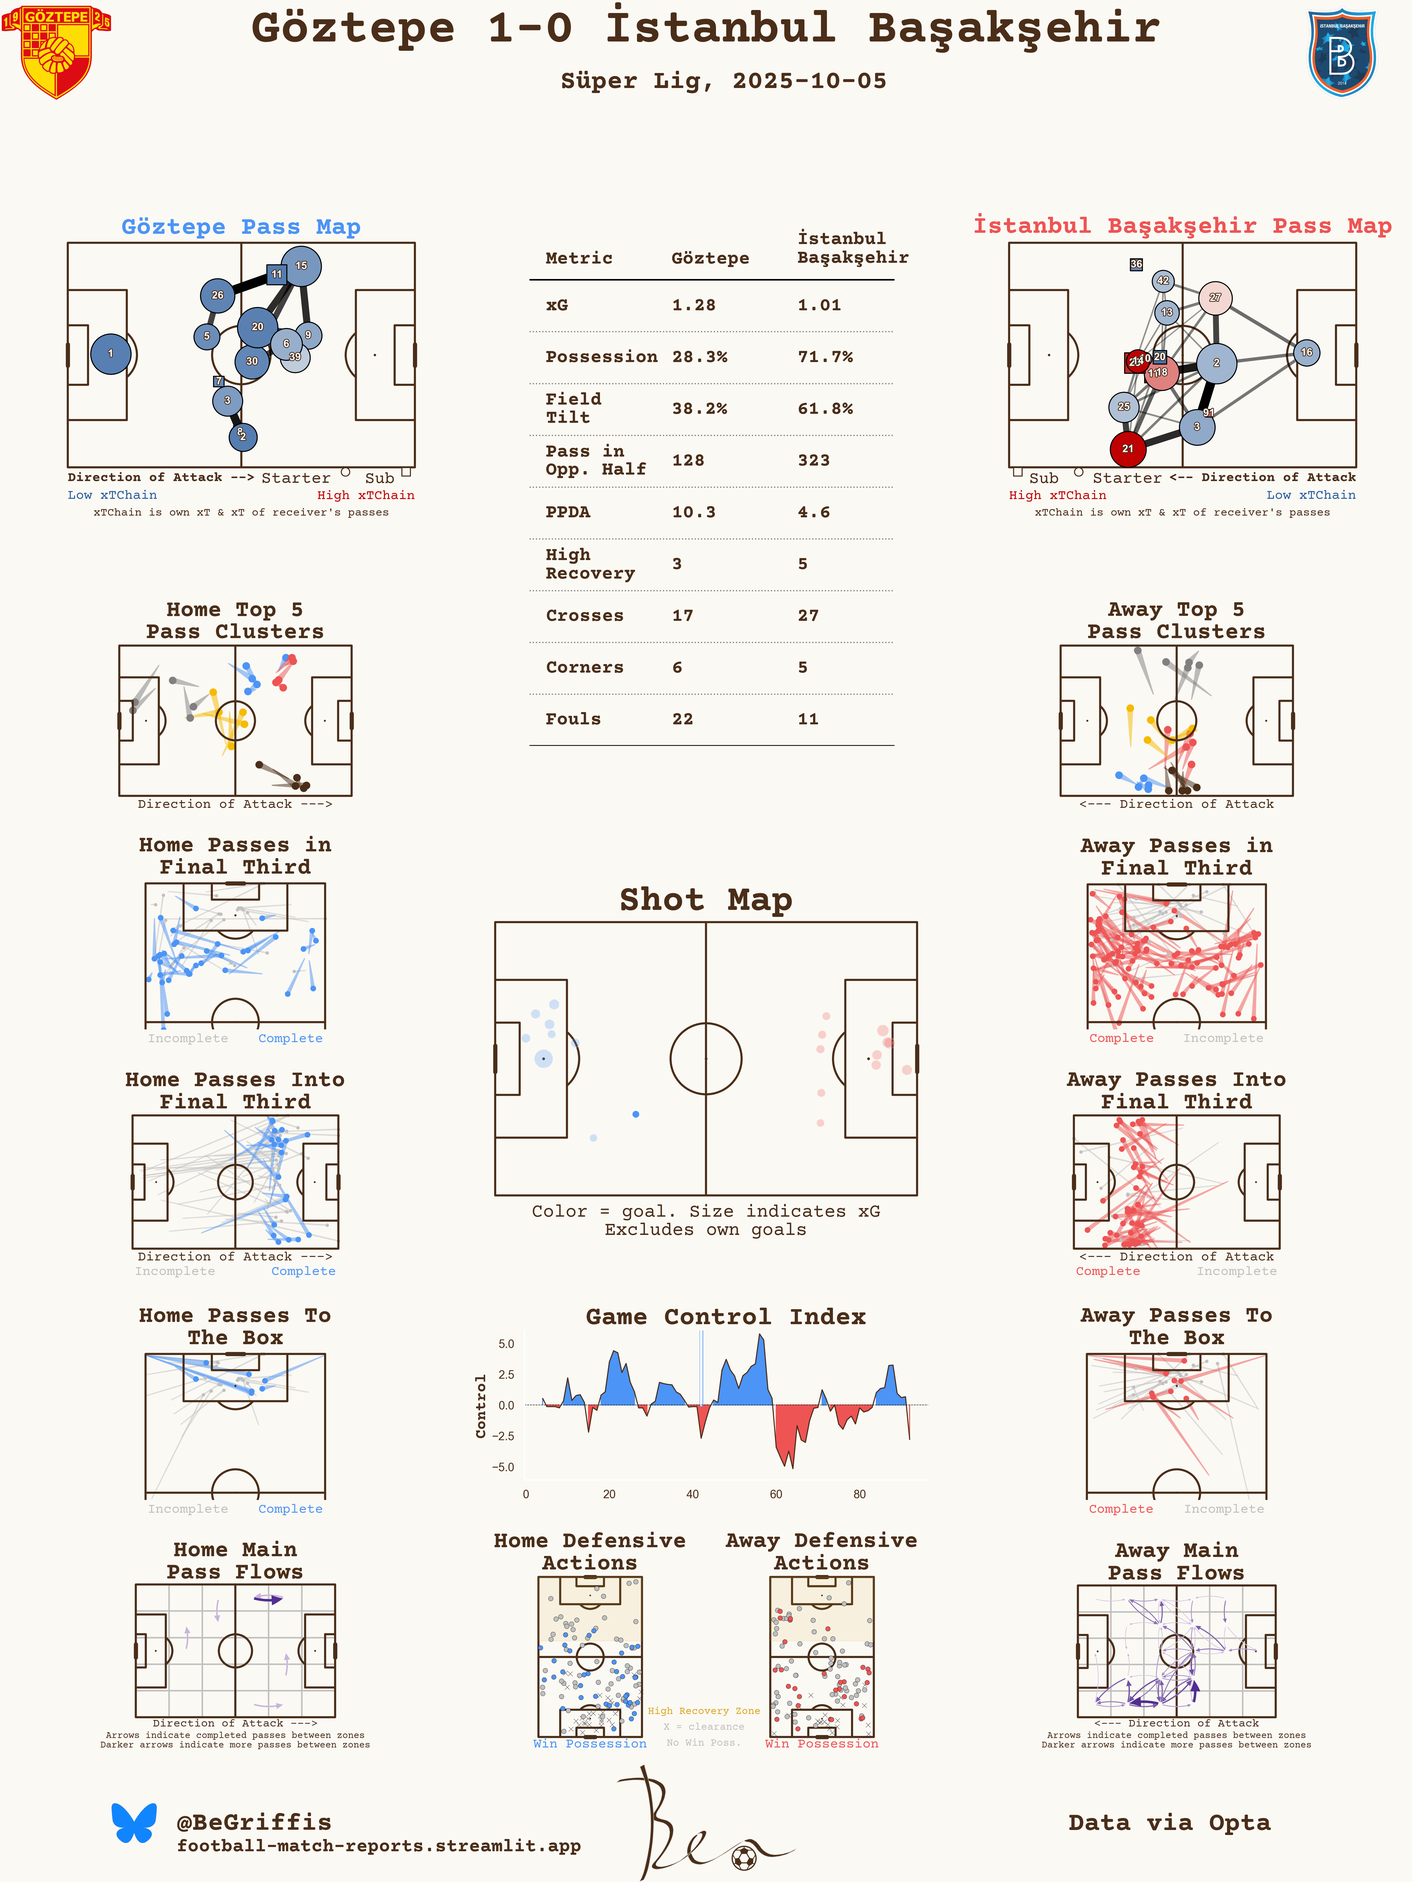 Göztepe 1-0 İstanbul Başakşehir
Süper Lig, 2025-10-05
GÖZTEPE
19 25
İSTANBUL BAŞAKŞEHİR
Göztepe Pass Map
1
26
5
15
11
20
6
9
39
30
7
3
8
2
Direction of Attack --> Starter Sub
Low xTChain High xTChain
xTChain is own xT & xT of receiver's passes
Metric Göztepe İstanbul Başakşehir
xG 1.28 1.01
Possession 28.3% 71.7%
Field Tilt 38.2% 61.8%
Pass in Opp. Half 128 323
PPDA 10.3 4.6
High Recovery 3 5
Crosses 17 27
Corners 6 5
Fouls 22 11
İstanbul Başakşehir Pass Map
36
42
13
27
16
20
2
18
25
91
3
21
Sub Starter <-- Direction of Attack
High xTChain Low xTChain
xTChain is own xT & xT of receiver's passes
Home Top 5
Pass Clusters
Direction of Attack --->
Away Top 5
Pass Clusters
<--- Direction of Attack
Home Passes in
Final Third
Incomplete Complete
Away Passes in
Final Third
Complete Incomplete
Shot Map
Color = goal. Size indicates xG
Excludes own goals
Home Passes Into
Final Third
Direction of Attack --->
Incomplete Complete
Away Passes Into
Final Third
<--- Direction of Attack
Complete Incomplete
Home Passes To
The Box
Incomplete Complete
Game Control Index
Control
5.0
2.5
0.0
−2.5
−5.0
0 20 40 60 80
Away Passes To
The Box
Complete Incomplete
Home Main
Pass Flows
Direction of Attack --->
Arrows indicate completed passes between zones
Darker arrows indicate more passes between zones
Home Defensive
Actions
Win Possession
High Recovery Zone
X = clearance
No Win Poss.
Away Defensive
Actions
Win Possession
Away Main
Pass Flows
<--- Direction of Attack
Arrows indicate completed passes between zones
Darker arrows indicate more passes between zones
@BeGriffis
football-match-reports.streamlit.app
Ben
Data via Opta